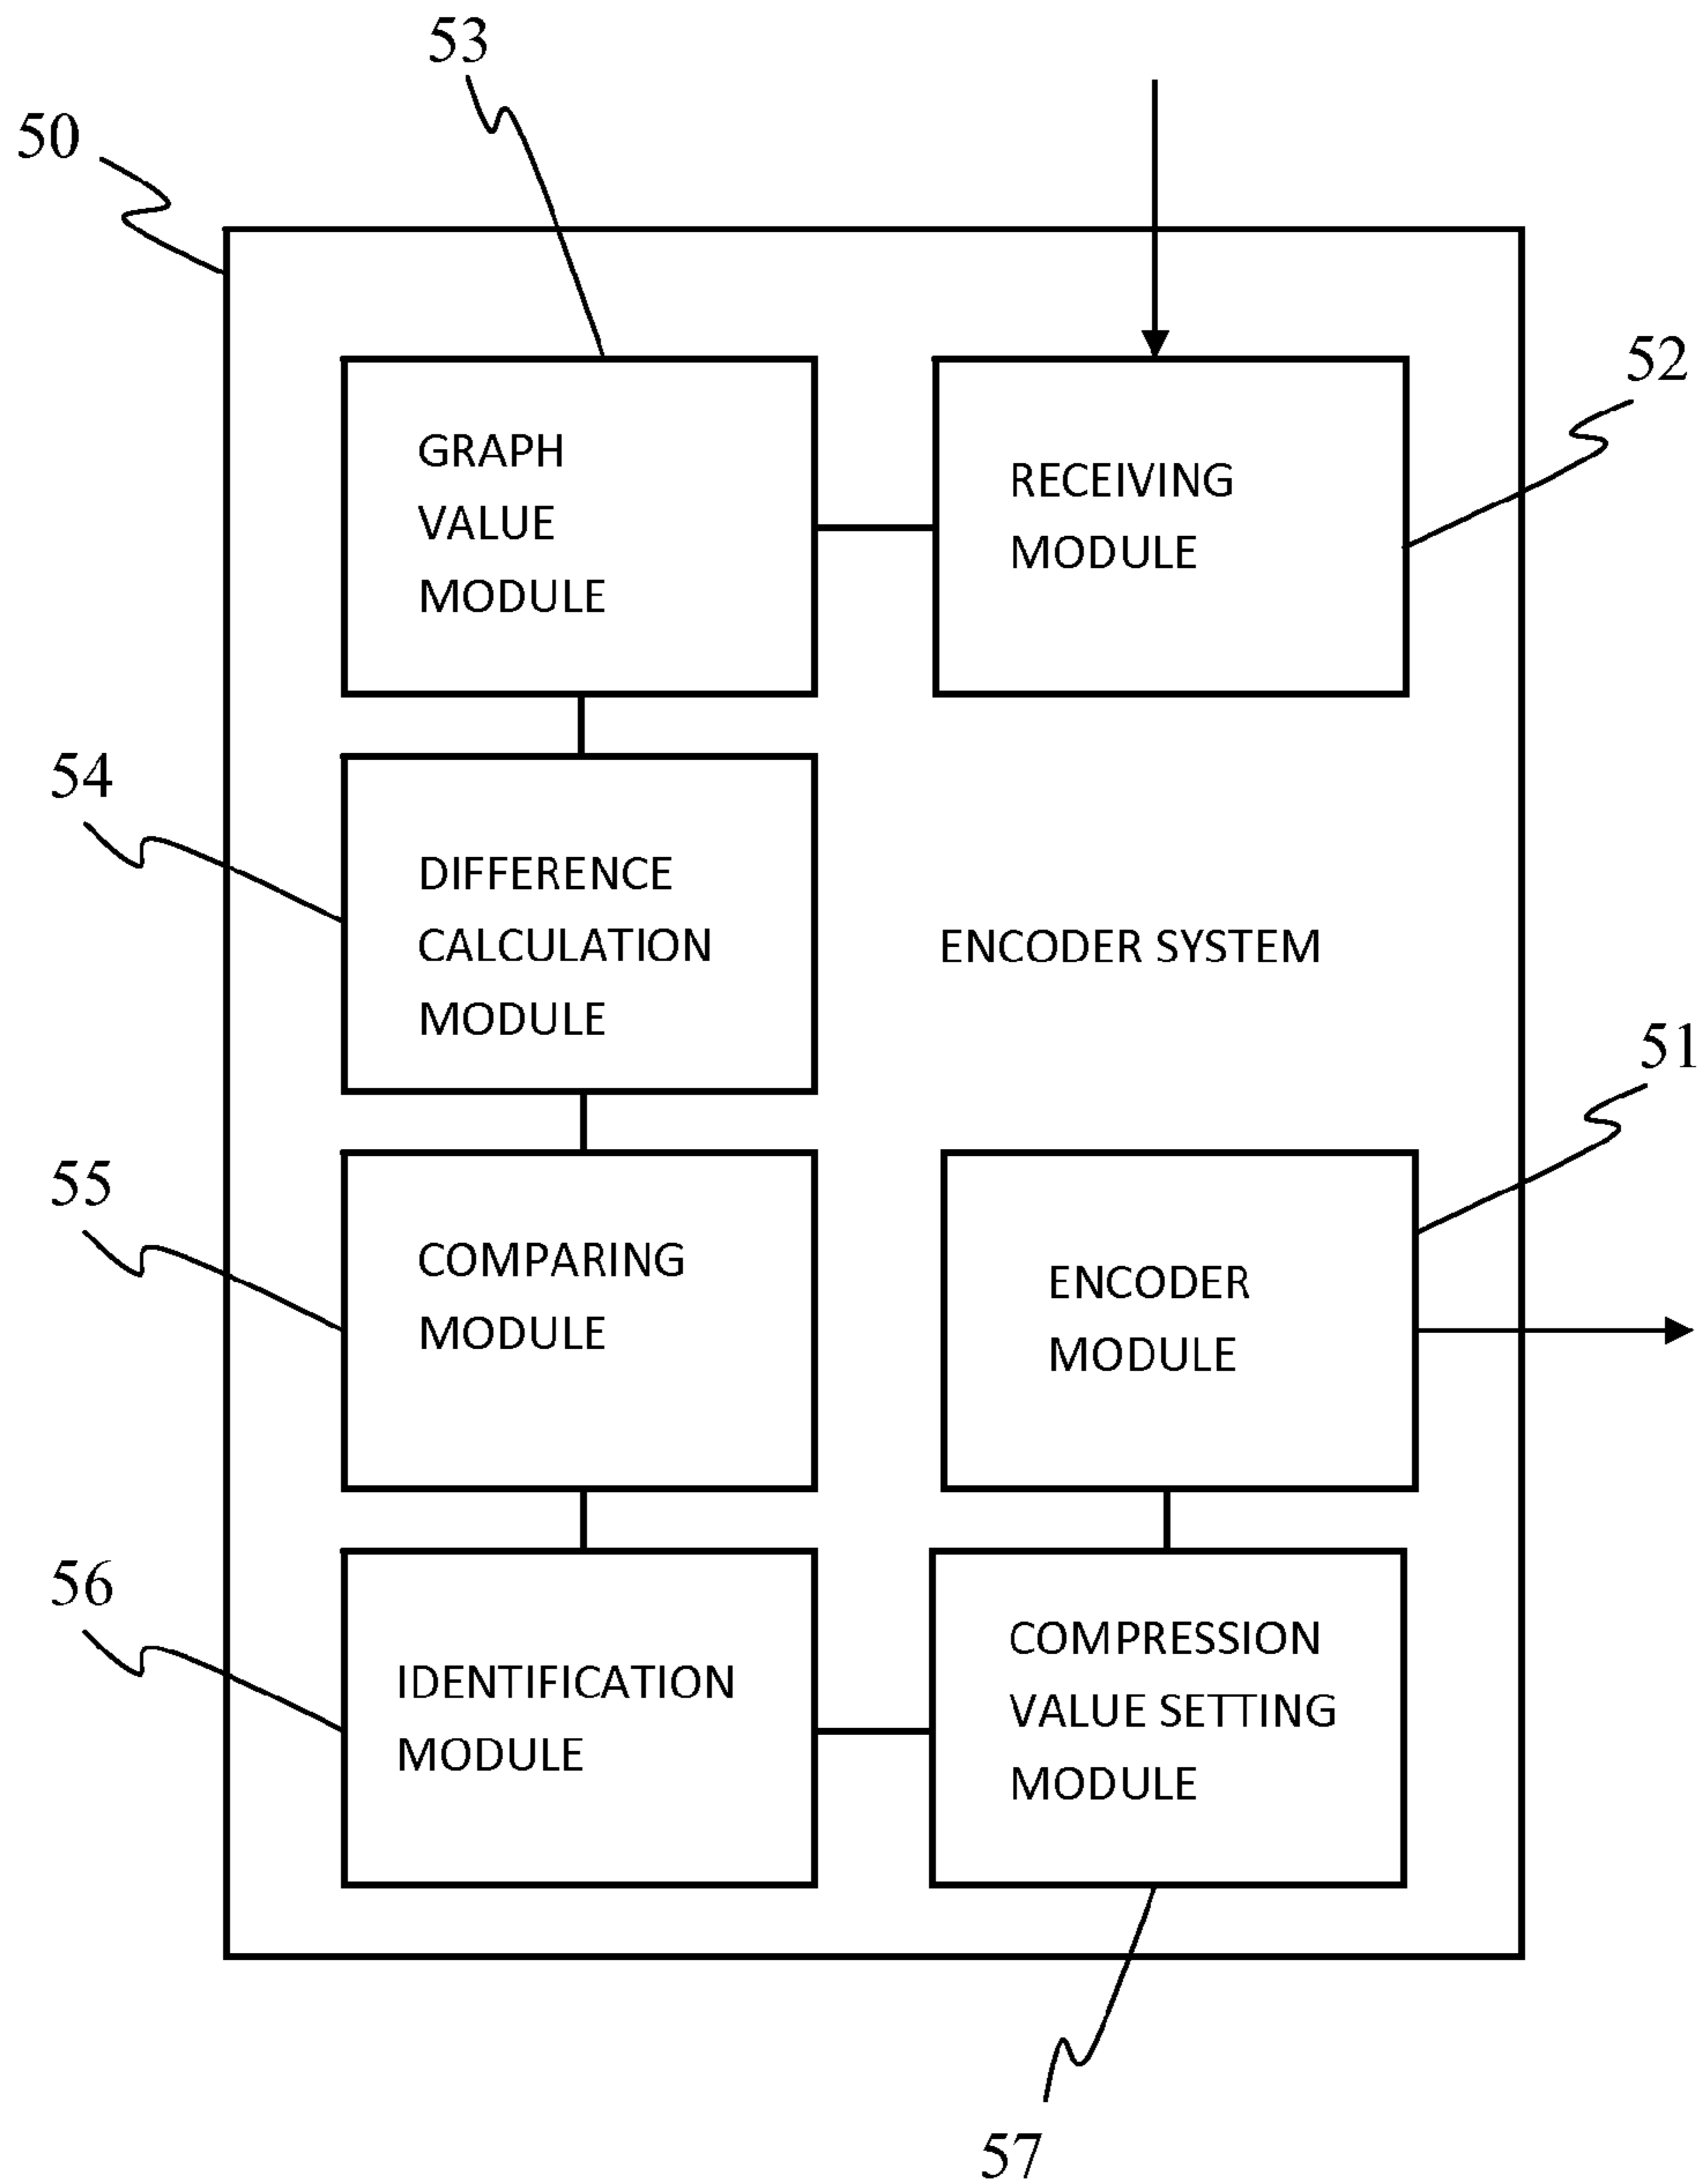 53
50
52
GRAPH
VALUE
MODULE
RECEIVING
MODULE
54
DIFFERENCE
CALCULATION
MODULE
ENCODER SYSTEM
51
55
COMPARING
MODULE
ENCODER
MODULE
56
IDENTIFICATION
MODULE
COMPRESSION
VALUE SETTING
MODULE
57